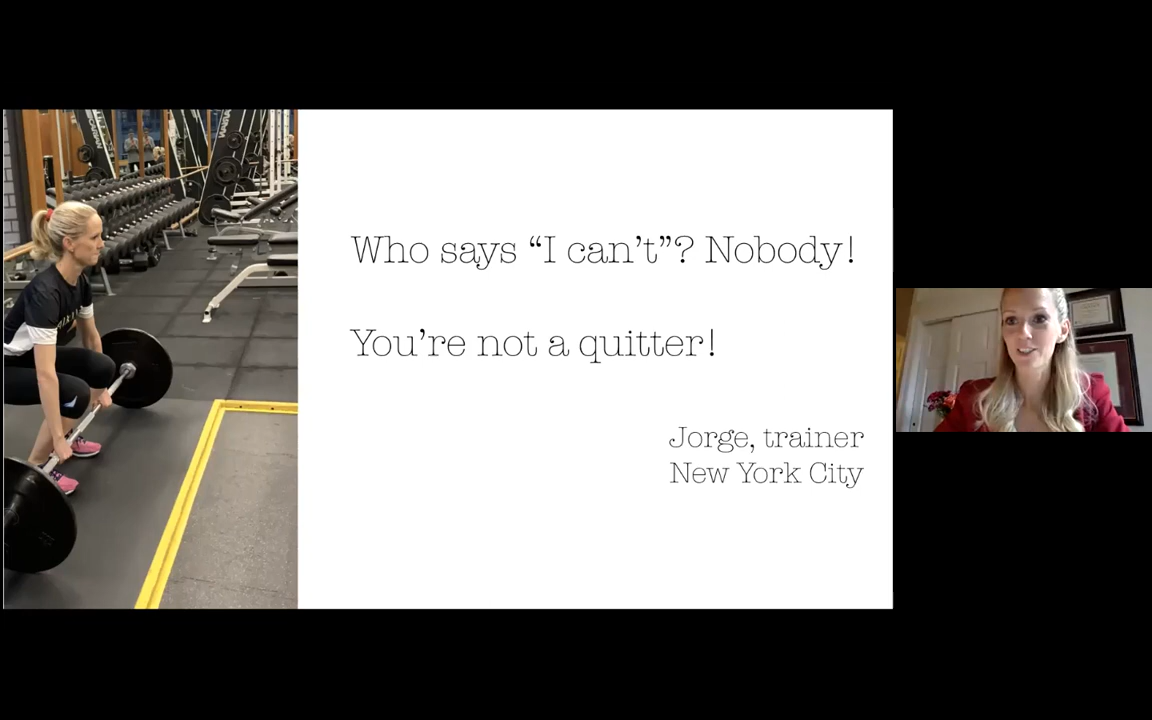 Who says “I can’t”? Nobody!
You’re not a quitter!
Jorge, trainer
New York City